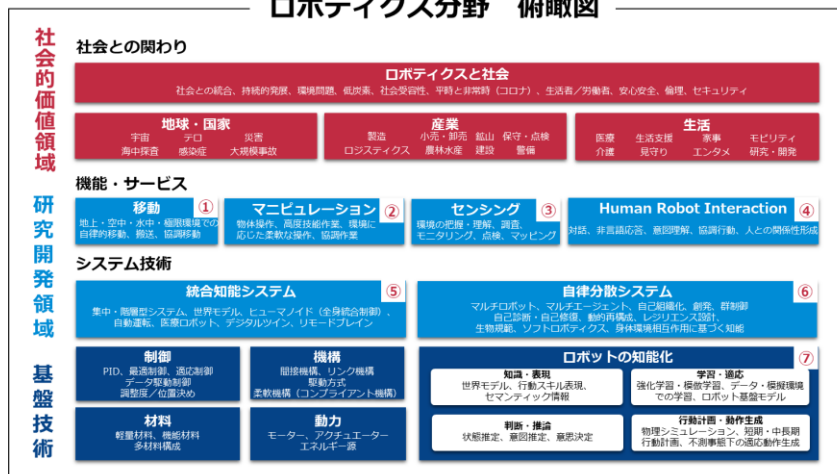 ロボティクス分野 俯瞰図
社会的価値領域
社会との関わり
ロボティクスと社会
社会との統合、持続的発展、環境問題、低炭素、社会受容性、平時と非常時（コロナ）、生活者／労働者、安心安全、倫理、セキュリティ
地球・国家
宇宙 テロ 災害
海中探査 感染症 大規模事故
産業
製造 小売・卸売 鉱山 保守・点検
ロジスティクス 農林水産 建設 警備
生活
医療 生活支援 家事 モビリティ
介護 見守り エンタメ 研究・開発
研究開発領域
機能・サービス
移動 ①
地上・空中・水中・極限環境での
自律的移動、搬送、協調移動
マニピュレーション ②
物体操作、高度技能作業、環境に
応じた柔軟な操作、協調作業
センシング ③
環境の把握・理解、調査、
モニタリング、点検、マッピング
Human Robot Interaction ④
対話、非言語応答、意図理解、協調行動、人との関係性形成
システム技術
統合知能システム ⑤
集中・階層型システム、世界モデル、ヒューマノイド（全身統合制御）、
自動運転、医療ロボット、デジタルツイン、リモートブレイン
自律分散システム ⑥
マルチロボット、マルチエージェント、自己組織化、創発、群制御
自己診断・自己修復、動的再構成、レジリエンス設計、
生物規範、ソフトロボティクス、身体環境相互作用に基づく知能
基盤技術
制御
PID、最適制御、適応制御
データ駆動制御
調整度／位置決め
機構
間接機構、リンク機構
駆動方式
柔軟機構（コンプライアント機構）
材料
軽量材料、機能材料
多材料構成
動力
モーター、アクチュエーター
エネルギー源
ロボットの知能化 ⑦
知識・表現
世界モデル、行動スキル表現、
セマンティック情報
学習・適応
強化学習・模倣学習、データ・模擬環境
での学習、ロボット基盤モデル
判断・推論
状態推定、意図推定、意思決定
行動計画・動作生成
物理シミュレーション、短期・中長期
行動計画、不測事態下の適応動作生成